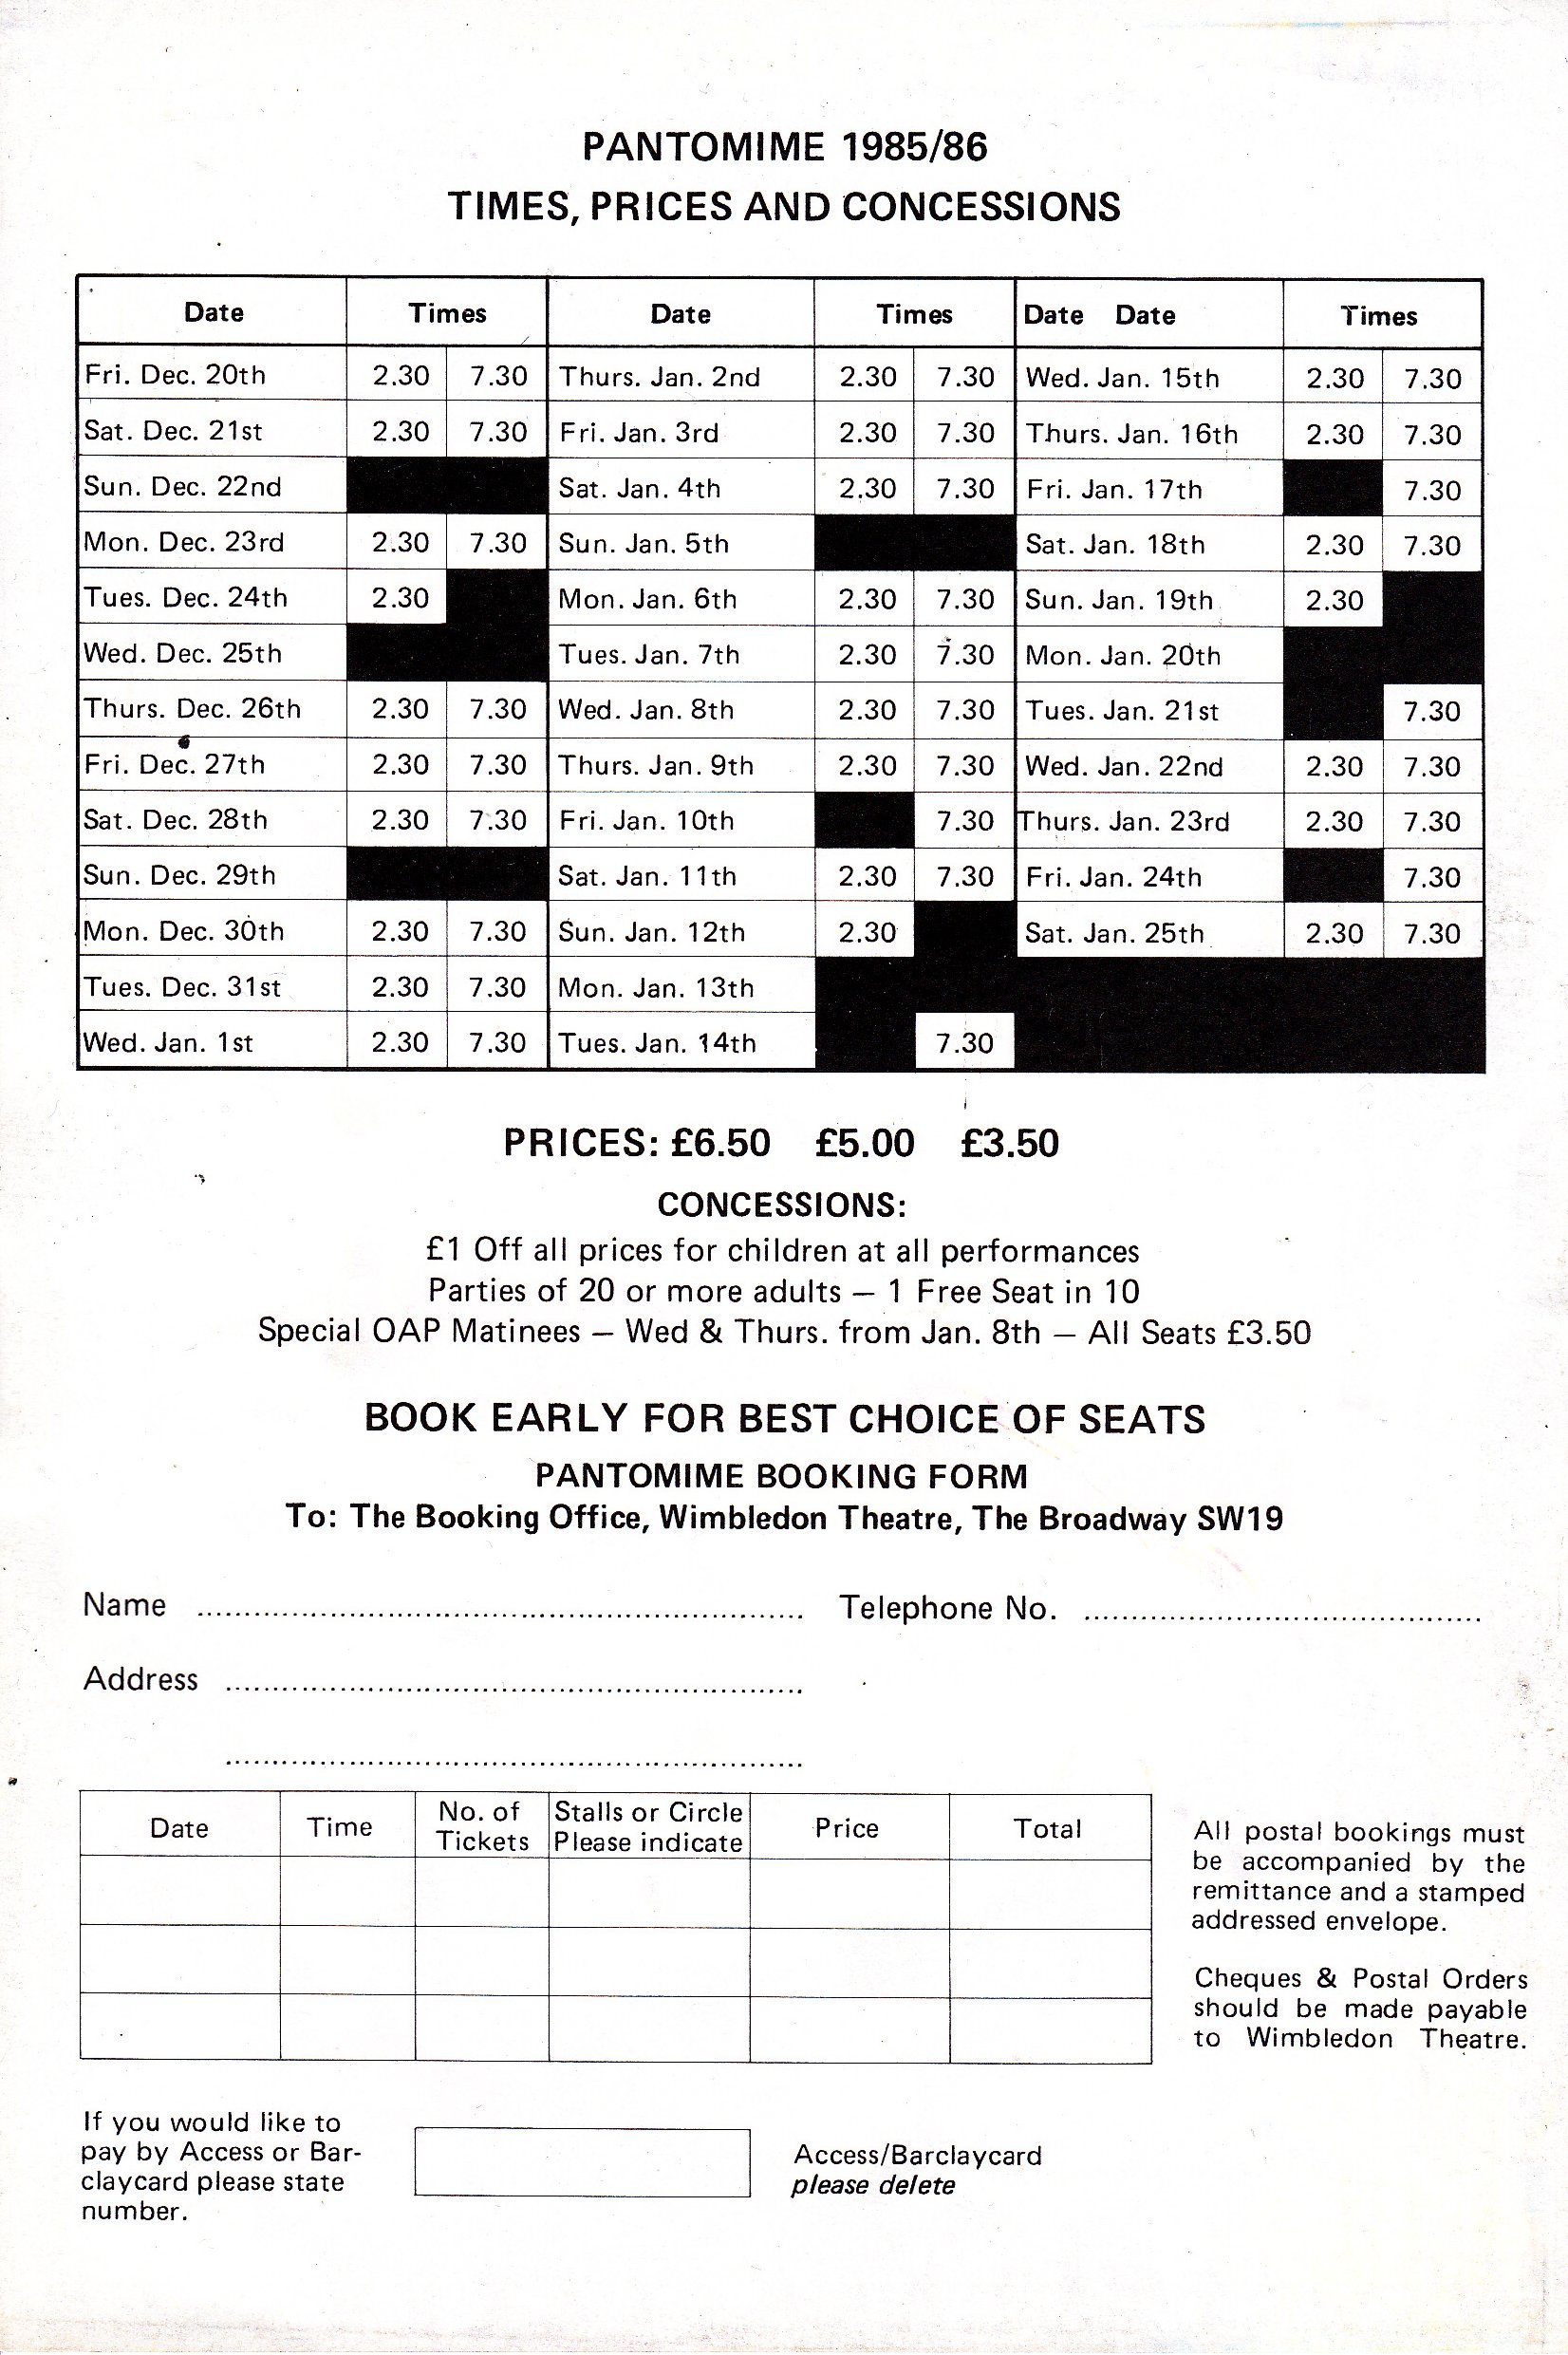 PANTOMIME 1985/86
TIMES, PRICES AND CONCESSIONS
Date Times Date Times Date Date Times
Fri. Dec. 20th 2.30 7.30 Thurs. Jan. 2nd 2.30 7.30 Wed. Jan. 15th 2.30 7.30
Sat. Dec. 21st 2.30 7.30 Fri. Jan. 3rd 2.30 7.30 Thurs. Jan. 16th 2.30 7.30
Sun. Dec. 22nd Sat. Jan. 4th 2.30 7.30 Fri. Jan. 17th 7.30
Mon. Dec. 23rd 2.30 7.30 Sun. Jan. 5th Sat. Jan. 18th 2.30 7.30
Tues. Dec. 24th 2.30 Mon. Jan. 6th 2.30 7.30 Sun. Jan. 19th 2.30
Wed. Dec. 25th Tues. Jan. 7th 2.30 7.30 Mon. Jan. 20th
Thurs. Dec. 26th 2.30 7.30 Wed. Jan. 8th 2.30 7.30 Tues. Jan. 21st 7.30
Fri. Dec. 27th 2.30 7.30 Thurs. Jan. 9th 2.30 7.30 Wed. Jan. 22nd 2.30 7.30
Sat. Dec. 28th 2.30 7.30 Fri. Jan. 10th 7.30 Thurs. Jan. 23rd 2.30 7.30
Sun. Dec. 29th Sat. Jan. 11th 2.30 7.30 Fri. Jan. 24th 7.30
Mon. Dec. 30th 2.30 7.30 Sun. Jan. 12th 2.30 Sat. Jan. 25th 2.30 7.30
Tues. Dec. 31st 2.30 7.30 Mon. Jan. 13th
Wed. Jan. 1st 2.30 7.30 Tues. Jan. 14th 7.30
PRICES: £6.50 £5.00 £3.50
CONCESSIONS:
£1 Off all prices for children at all performances
Parties of 20 or more adults — 1 Free Seat in 10
Special OAP Matinees — Wed & Thurs. from Jan. 8th — All Seats £3.50
BOOK EARLY FOR BEST CHOICE OF SEATS
PANTOMIME BOOKING FORM
To: The Booking Office, Wimbledon Theatre, The Broadway SW19
Name Telephone No.
Address
Date Time No. of Tickets Stalls or Circle Please indicate Price Total
All postal bookings must
be accompanied by the
remittance and a stamped
addressed envelope.
Cheques & Postal Orders
should be made payable
to Wimbledon Theatre.
If you would like to
pay by Access or Bar-
claycard please state
number.
Access/Barclaycard
please delete